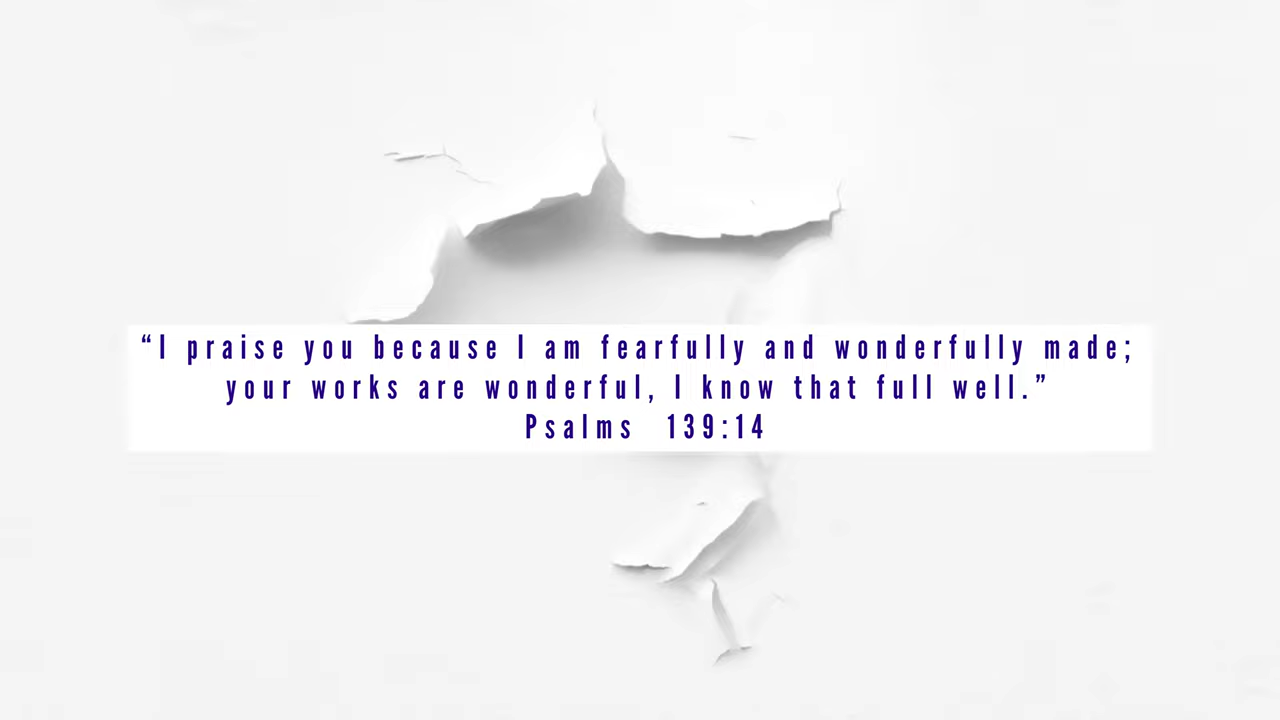 “I praise you because I am fearfully and wonderfully made;
your works are wonderful, I know that full well.”
Psalms 139:14